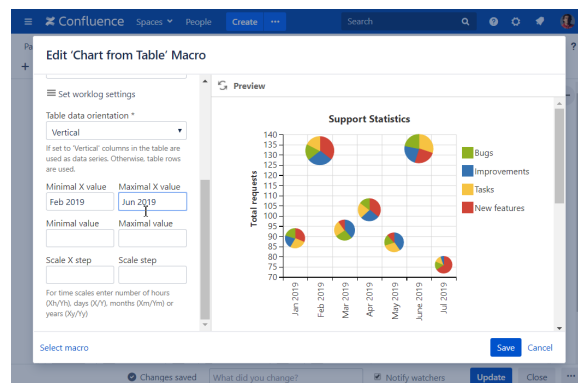 Confluence Spaces People Create ... Search
Pa
Edit 'Chart from Table' Macro
?
+
Set worklog settings
Table data orientation *
Vertical
If set to 'Vertical' columns in the table are
used as data series. Otherwise, table rows
are used.
Minimal X value Maximal X value
Feb 2019 Jun 2019
Minimal value Maximal value
Scale X step Scale step
For time scales enter number of hours
(Xh/Yh), days (X/Y), months (Xm/Ym) or
years (Xy/Yy)
Preview
Support Statistics
Total requests
140
135
130
125
120
115
110
105
100
95
90
85
80
75
70
Jan 2019
Feb 2019
Mar 2019
Apr 2019
May 2019
June 2019
Jul 2019
Bugs
Improvements
Tasks
New features
Select macro Save Cancel
Changes saved What did you change? Notify watchers Update Close ...